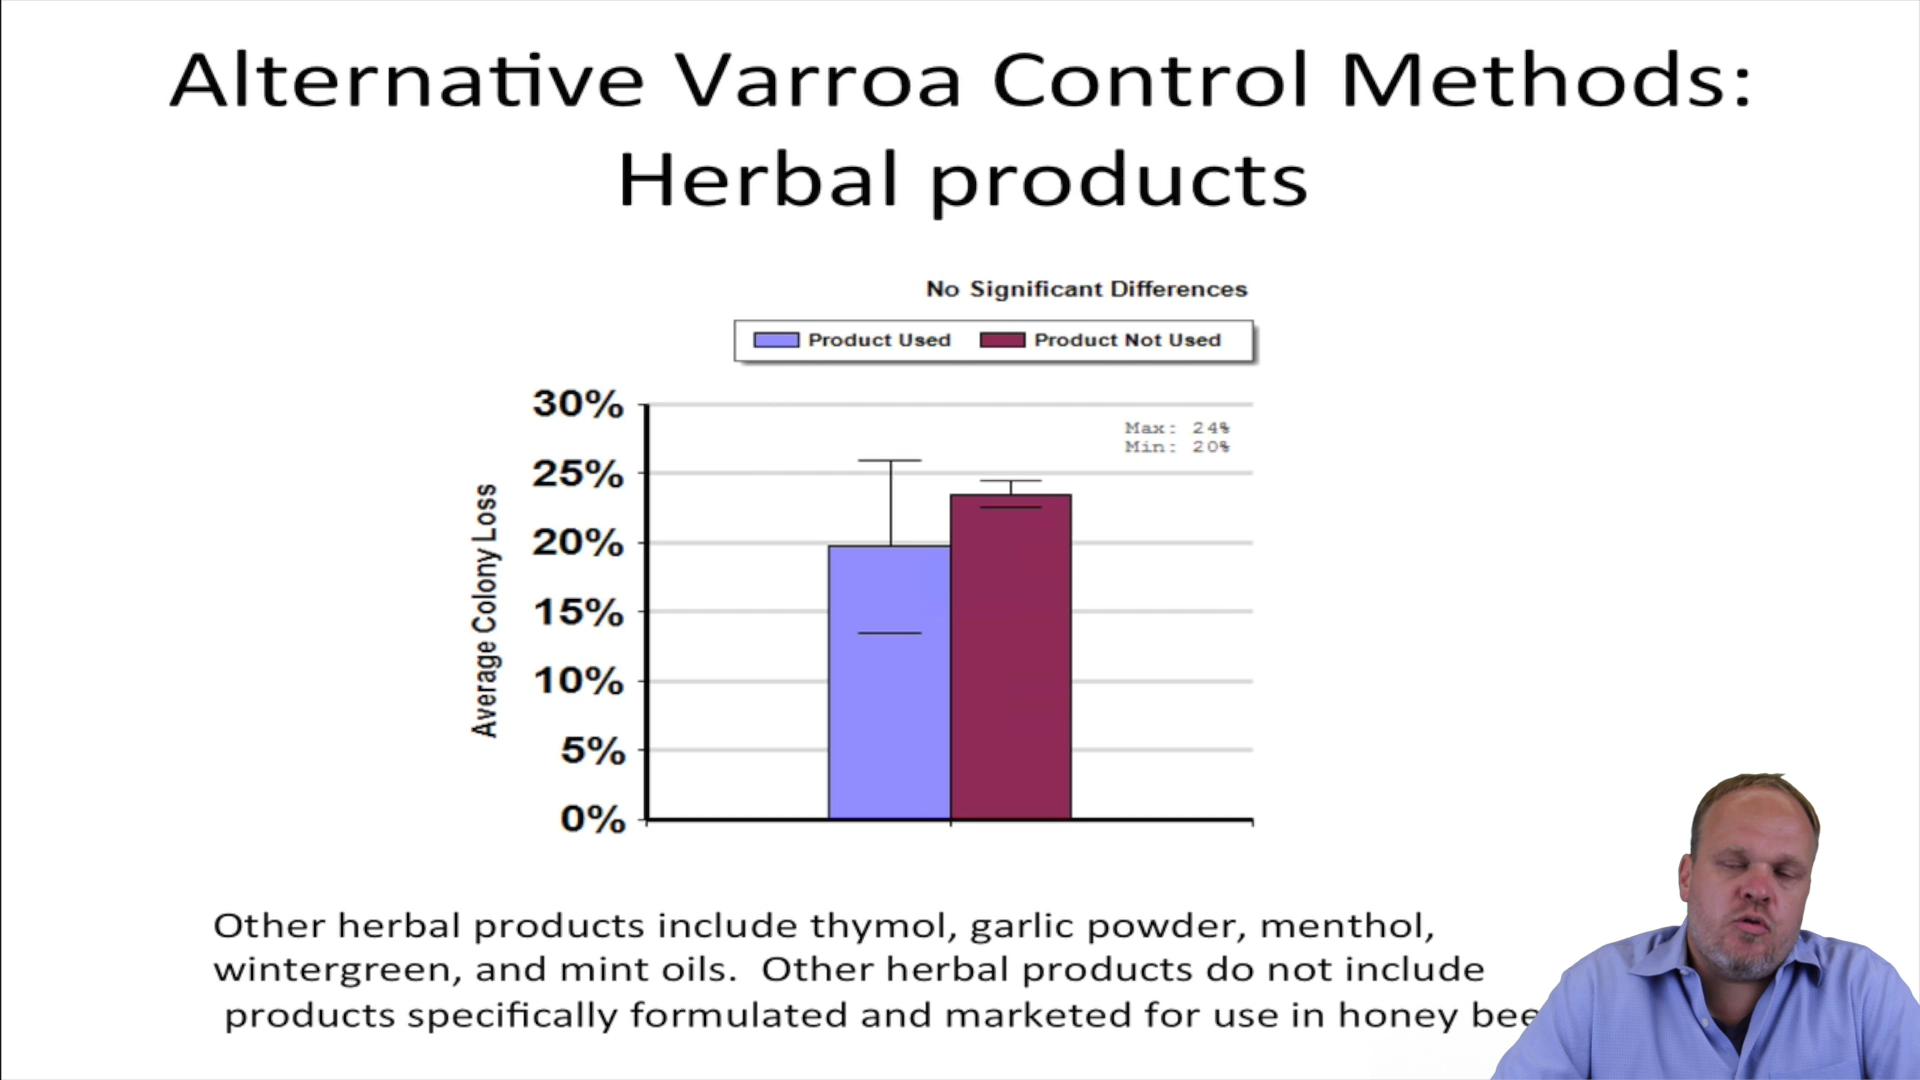 Alternative Varroa Control Methods:
Herbal products
No Significant Differences
Product Used Product Not Used
30%
Max: 24%
Min: 20%
25%
20%
15%
10%
5%
0%
Average Colony Loss
Other herbal products include thymol, garlic powder, menthol,
wintergreen, and mint oils. Other herbal products do not include
products specifically formulated and marketed for use in honey bee